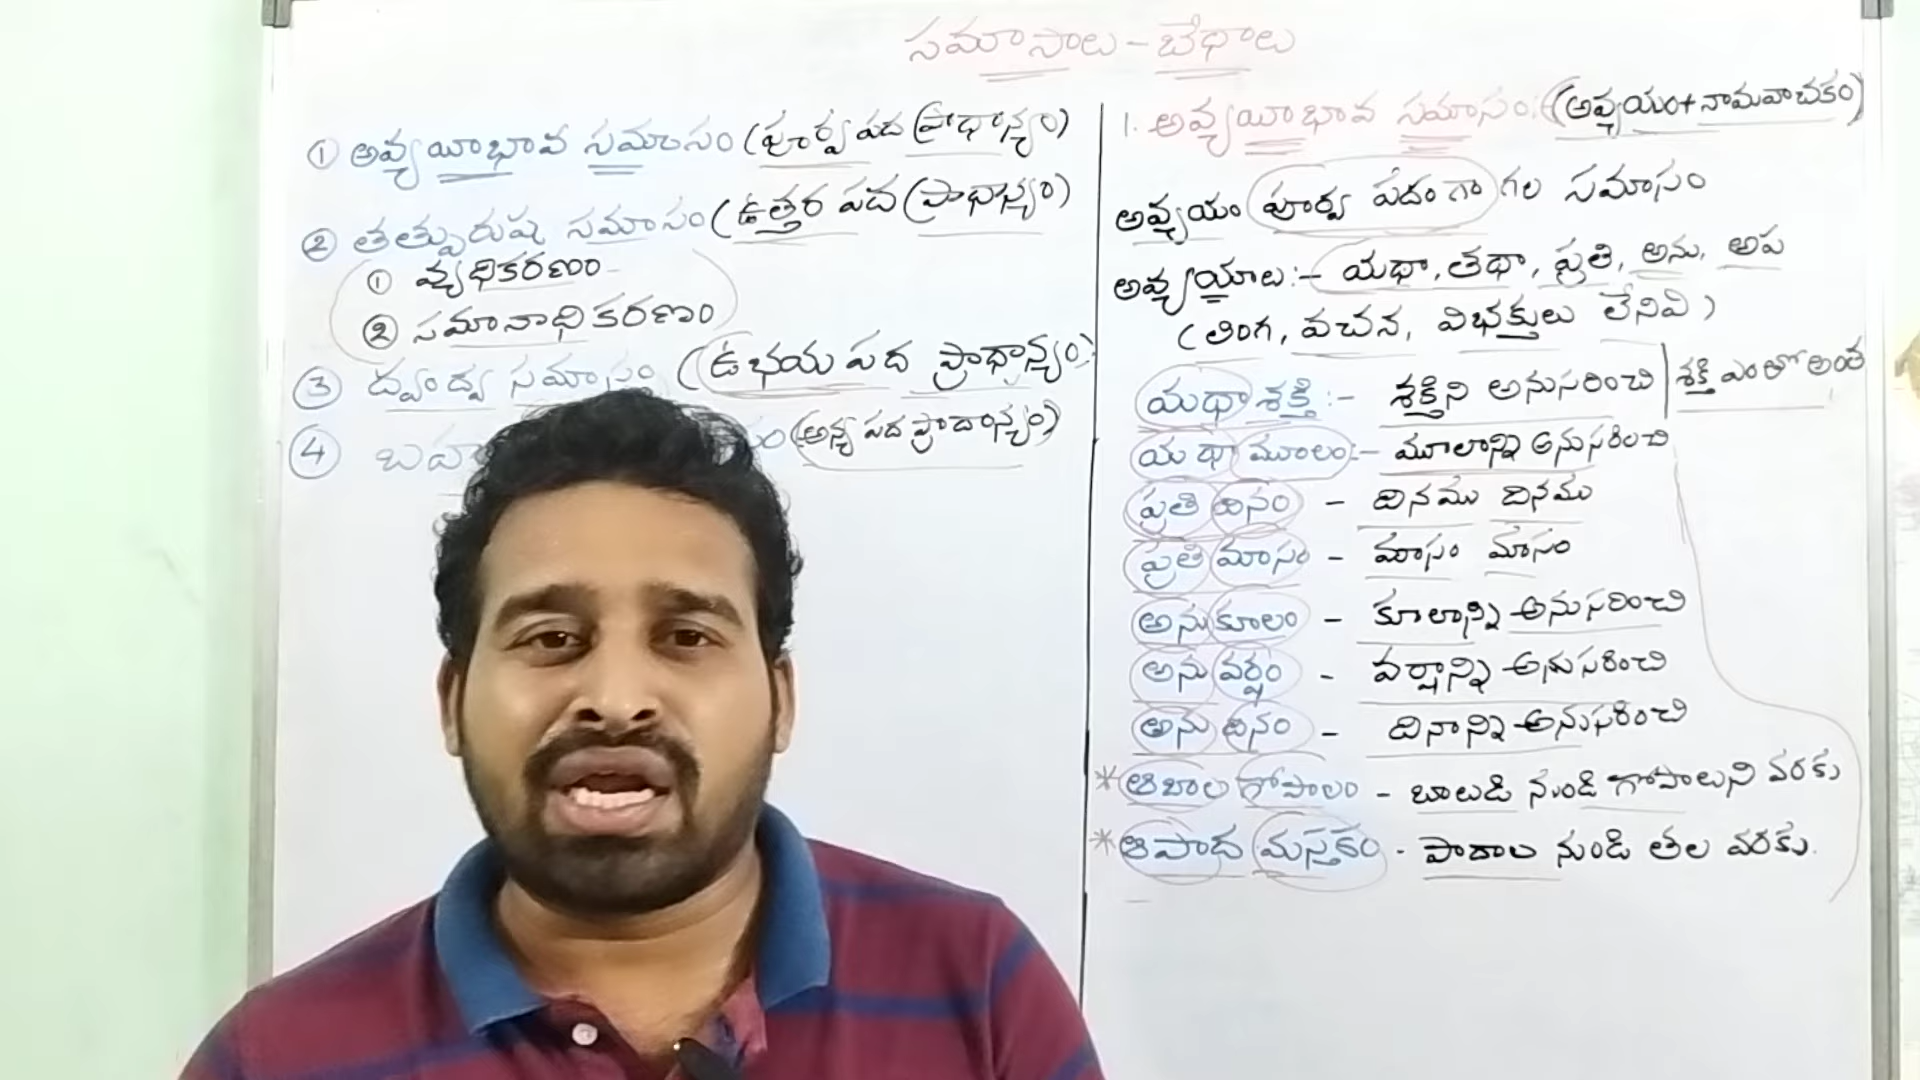 సమాసాలు - బేధాలు
① అవ్యయీభావ సమాసం (పూర్వపద ప్రాధాన్యం)
② తత్పురుష సమాసం (ఉత్తర పద ప్రాధాన్యం)
① వ్యధికరణం
② సమానాధికరణం
③ ద్వంద్వ సమాసం (ఉభయ పద ప్రాధాన్యం)
④ (అన్య పద ప్రాదాన్యం)
1. అవ్యయీభావ సమాసం:- (అవ్యయం+నామవాచకం)
అవ్యయం పూర్వ పదంగా గల సమాసం
అవ్యయాలు:- యథా, తథా, ప్రతి, అను, అప
(లింగ, వచన, విభక్తులు లేనివి)
యథాశక్తి:- శక్తిని అనుసరించి | శక్తి ఎంతో అంత
యథామూలం:- మూలాన్ని అనుసరించి
ప్రతిదినం - దినము దినము
ప్రతిమాసం - మాసం మాసం
అనుకూలం - కూలాన్ని అనుసరించి
అనువర్షం - వర్షాన్ని అనుసరించి
అనుదినం - దినాన్ని అనుసరించి
* ఆబాల గోపాలం - బాలుడి నుండి గోపాలుని వరకు
* ఆపాద మస్తకం - పాదాల నుండి తల వరకు.